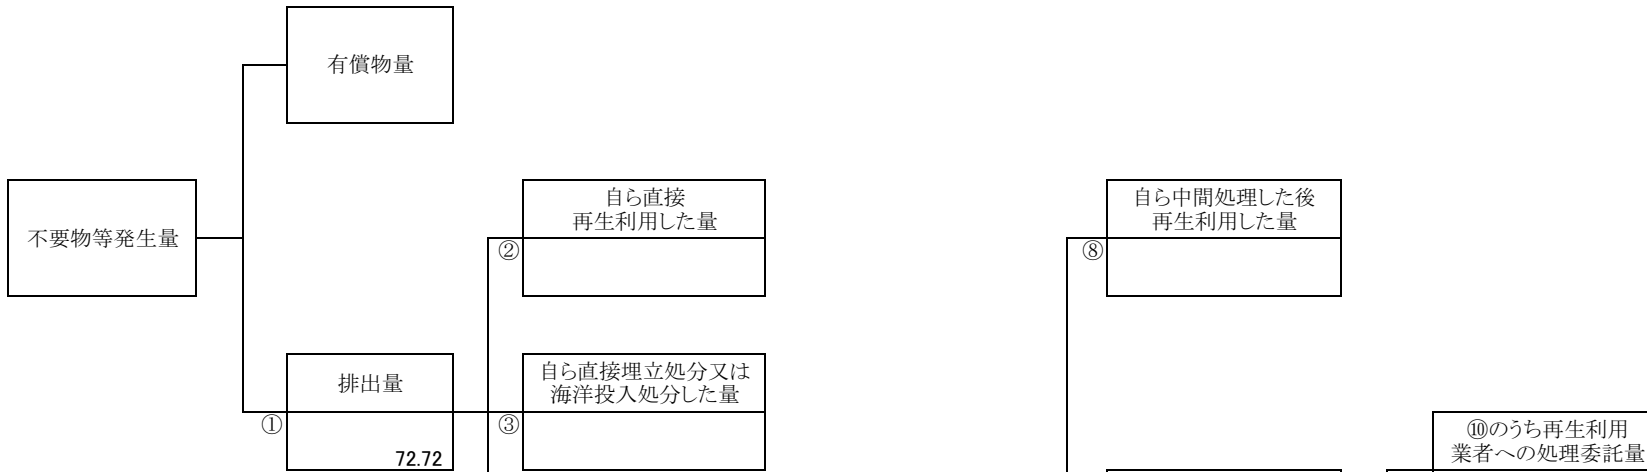 有償物量
不要物等発生量
自ら直接
再生利用した量
②
自ら中間処理した後
再生利用した量
⑧
排出量
①
72.72
自ら直接埋立処分又は
海洋投入処分した量
③
⑩のうち再生利用
業者への処理委託量